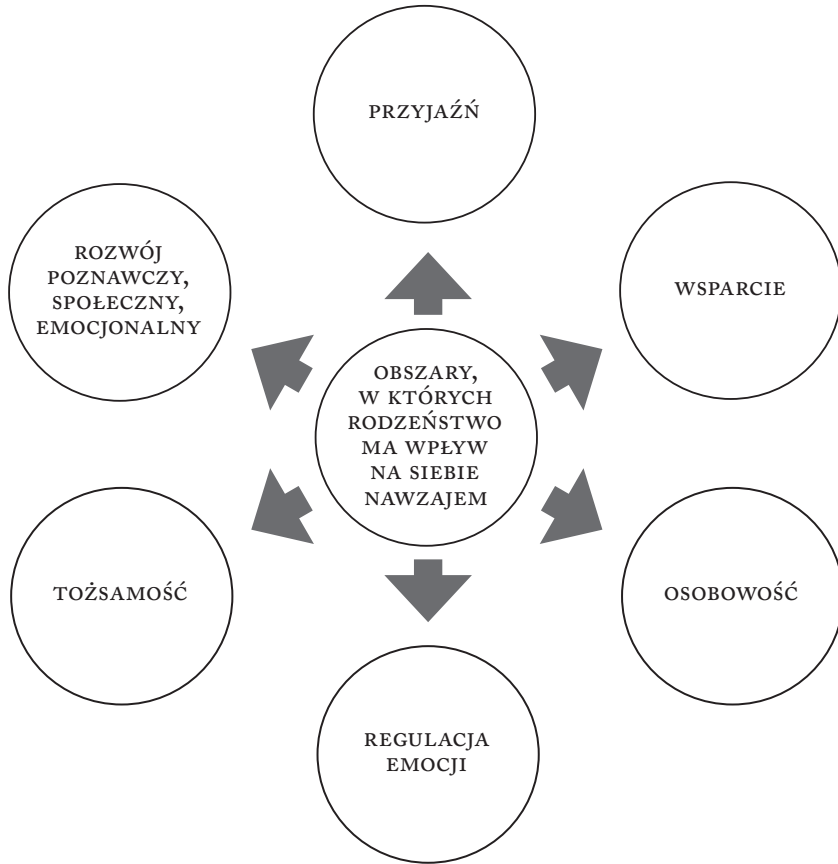 PRZYJAŹŃ
ROZWÓJ
POZNAWCZY,
SPOŁECZNY,
EMOCJONALNY
WSPARCIE
OBSZARY,
W KTÓRYCH
RODZEŃSTWO
MA WPŁYW
NA SIEBIE
NAWZAJEM
TOŻSAMOŚĆ
OSOBOWOŚĆ
REGULACJA
EMOCJI